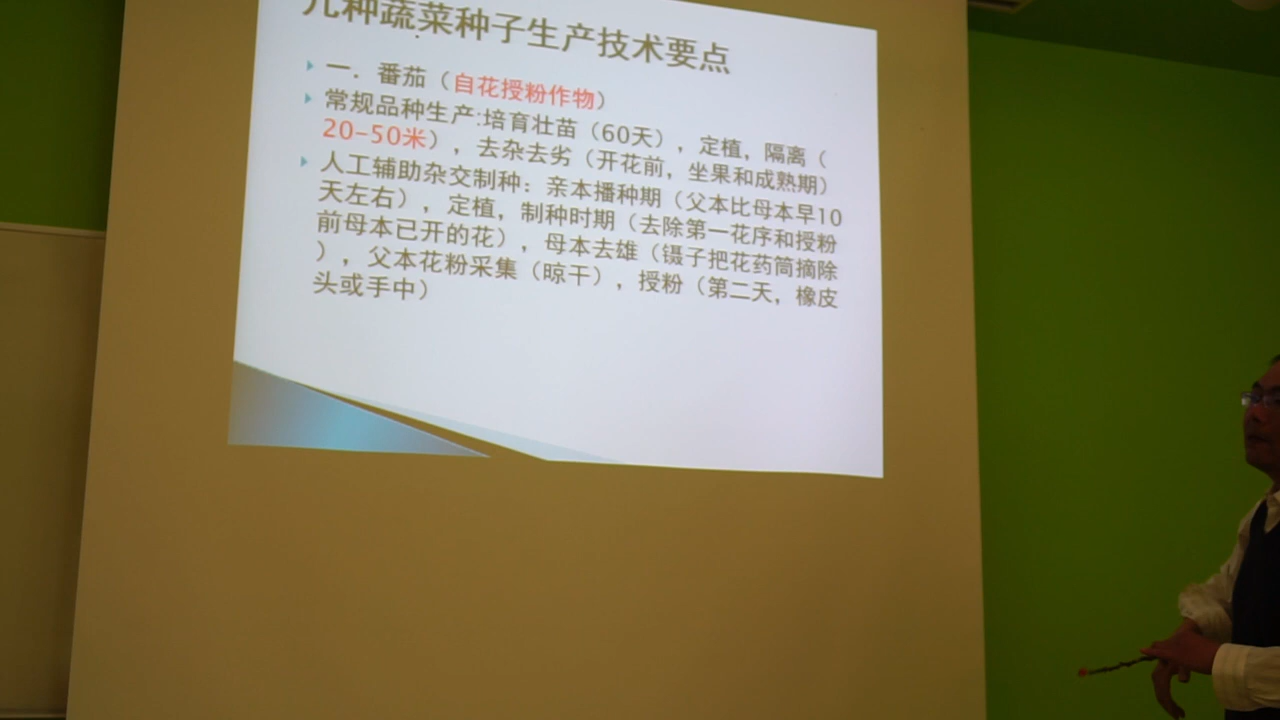 几种蔬菜种子生产技术要点
一. 番茄（自花授粉作物）
常规品种生产:培育壮苗（60天），定植，隔离（
20-50米），去杂去劣（开花前，坐果和成熟期）
人工辅助杂交制种：亲本播种期（父本比母本早10
天左右），定植，制种时期（去除第一花序和授粉
前母本已开的花），母本去雄（镊子把花药筒摘除
），父本花粉采集（晾干），授粉（第二天，橡皮
头或手中）